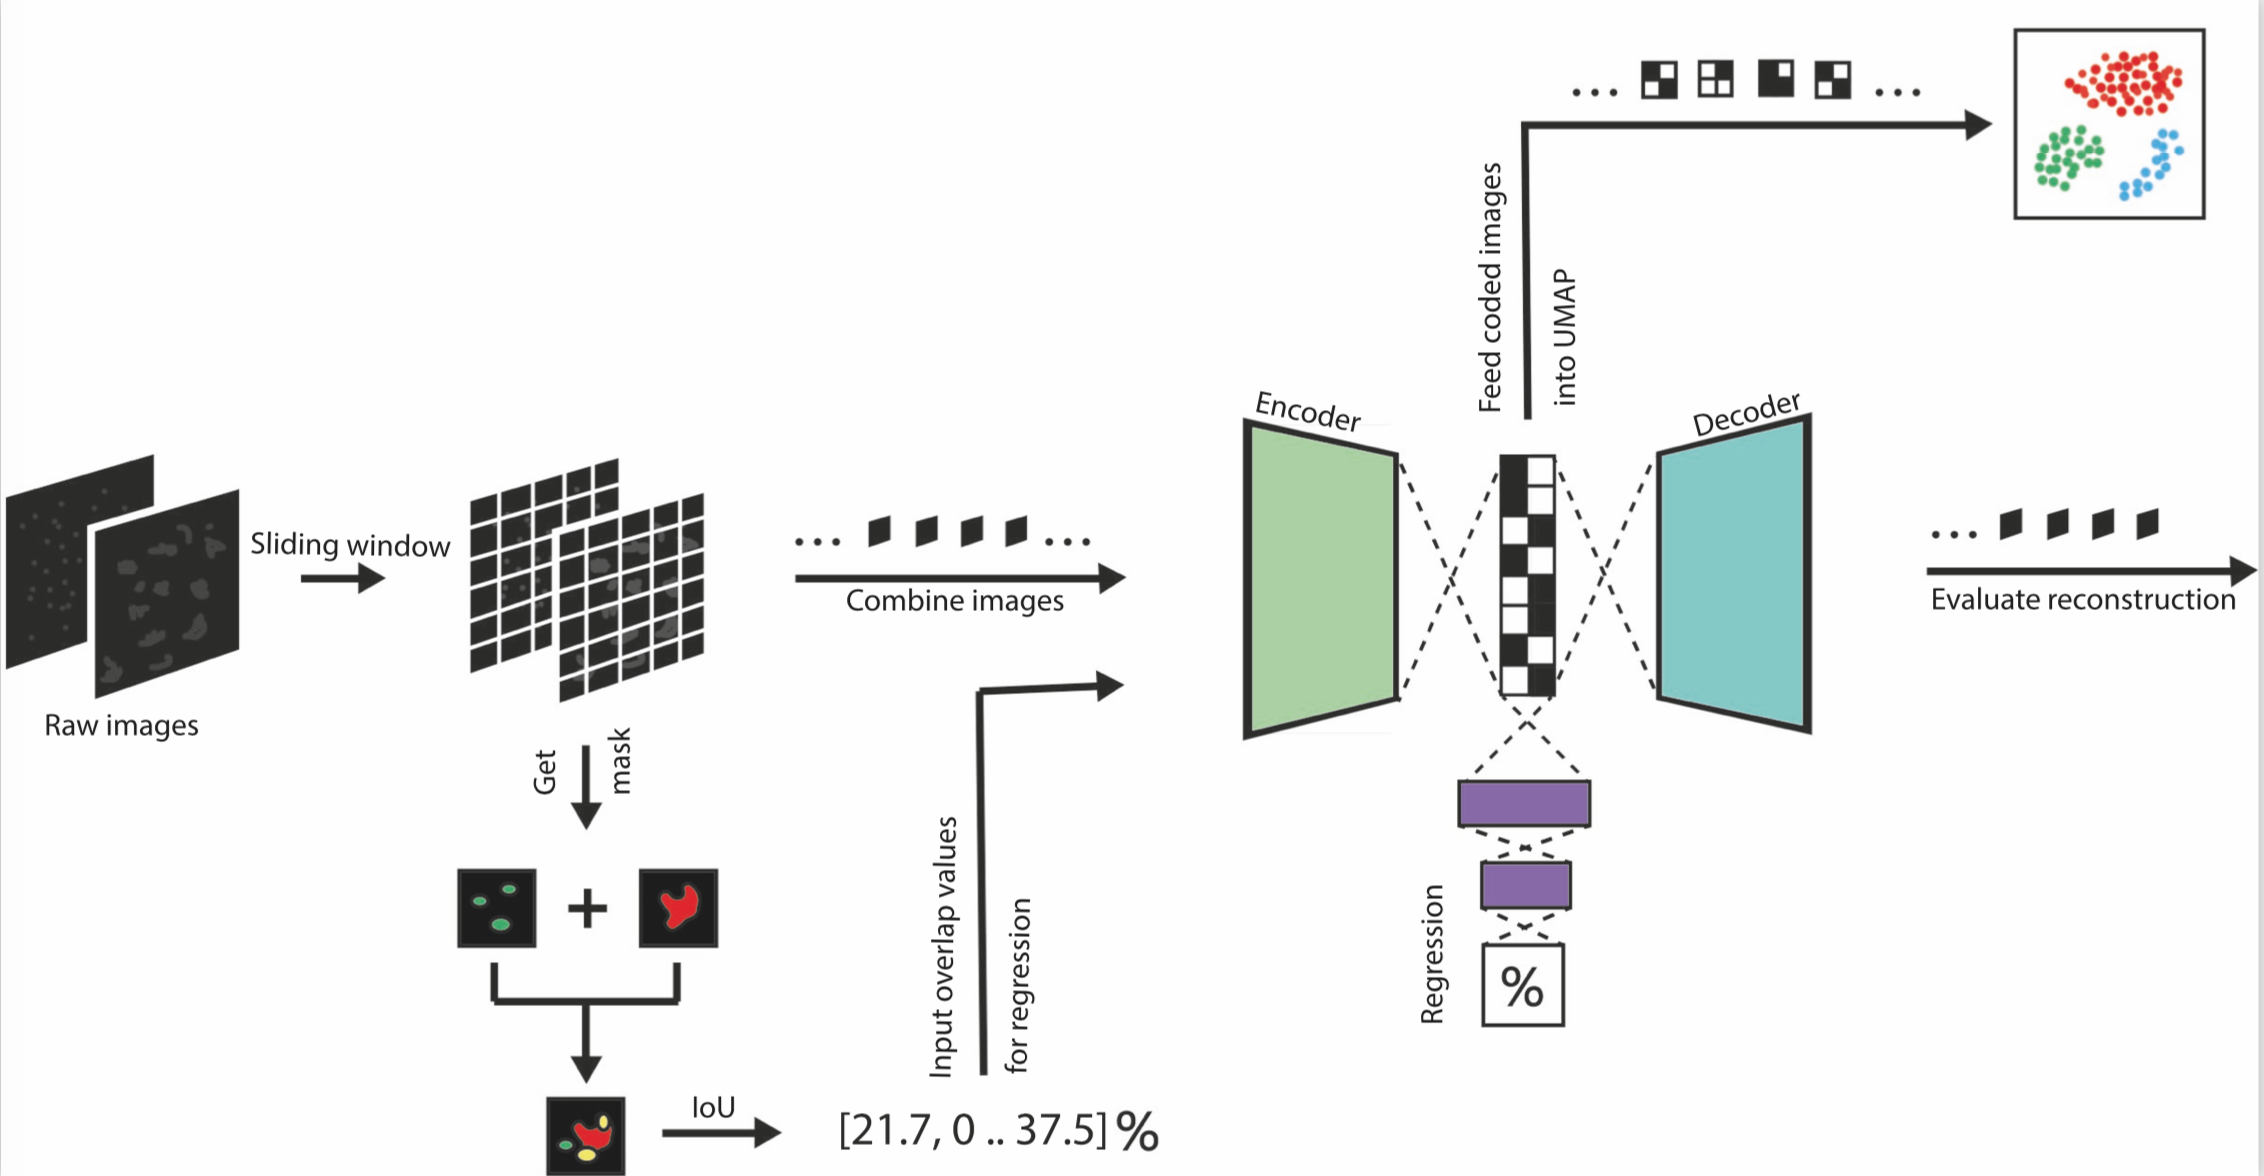 Feed coded images
into UMAP
Encoder
Decoder
Sliding window
Raw images
...
...
Combine images
...
Evaluate reconstruction
...
...
Get
mask
Input overlap values
for regression
Regression
%
IoU
[21.7, 0 .. 37.5] %